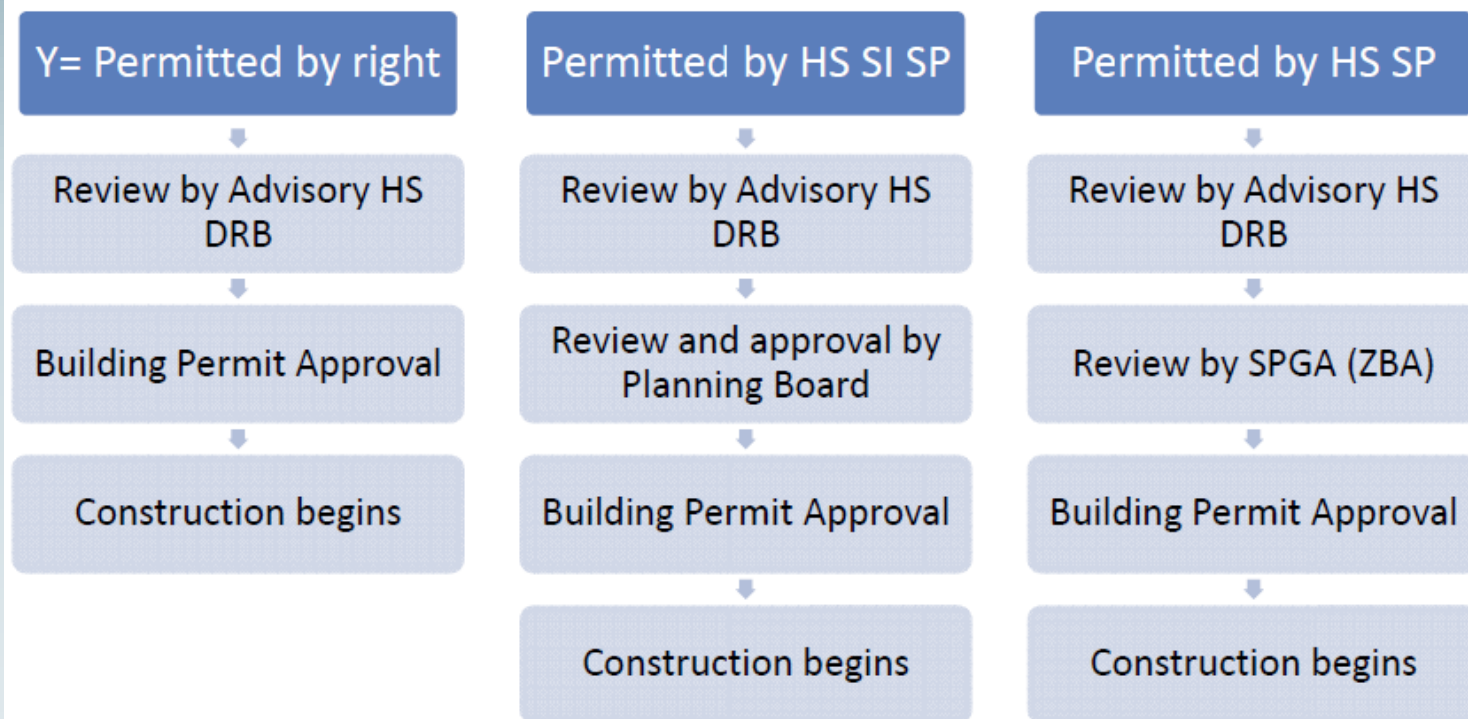 Y= Permitted by right
Review by Advisory HS
DRB
Building Permit Approval
Construction begins
Permitted by HS SI SP
Review by Advisory HS
DRB
Review and approval by
Planning Board
Building Permit Approval
Construction begins
Permitted by HS SP
Review by Advisory HS
DRB
Review by SPGA (ZBA)
Building Permit Approval
Construction begins